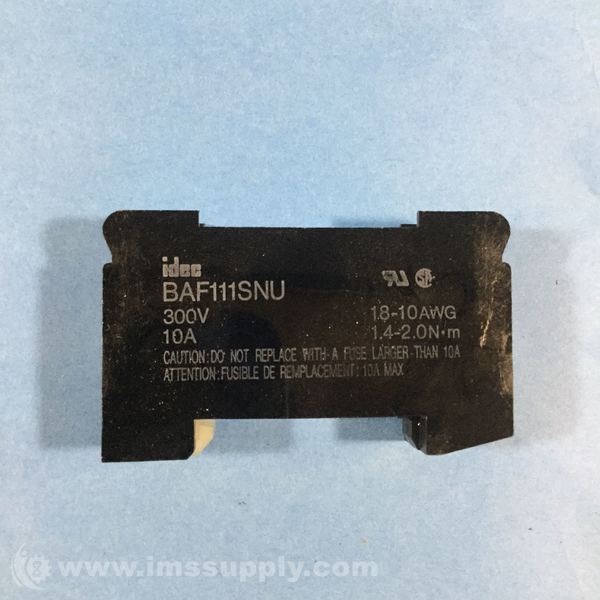 idec
BAF111SNU
300V 18-10AWG
10A 1.4-2.0N·m
CAUTION:DO NOT REPLACE WITH A FUSE LARGER THAN 10A
ATTENTION:FUSIBLE DE REMPLACEMENT: 10A MAX
www.imssupply.com